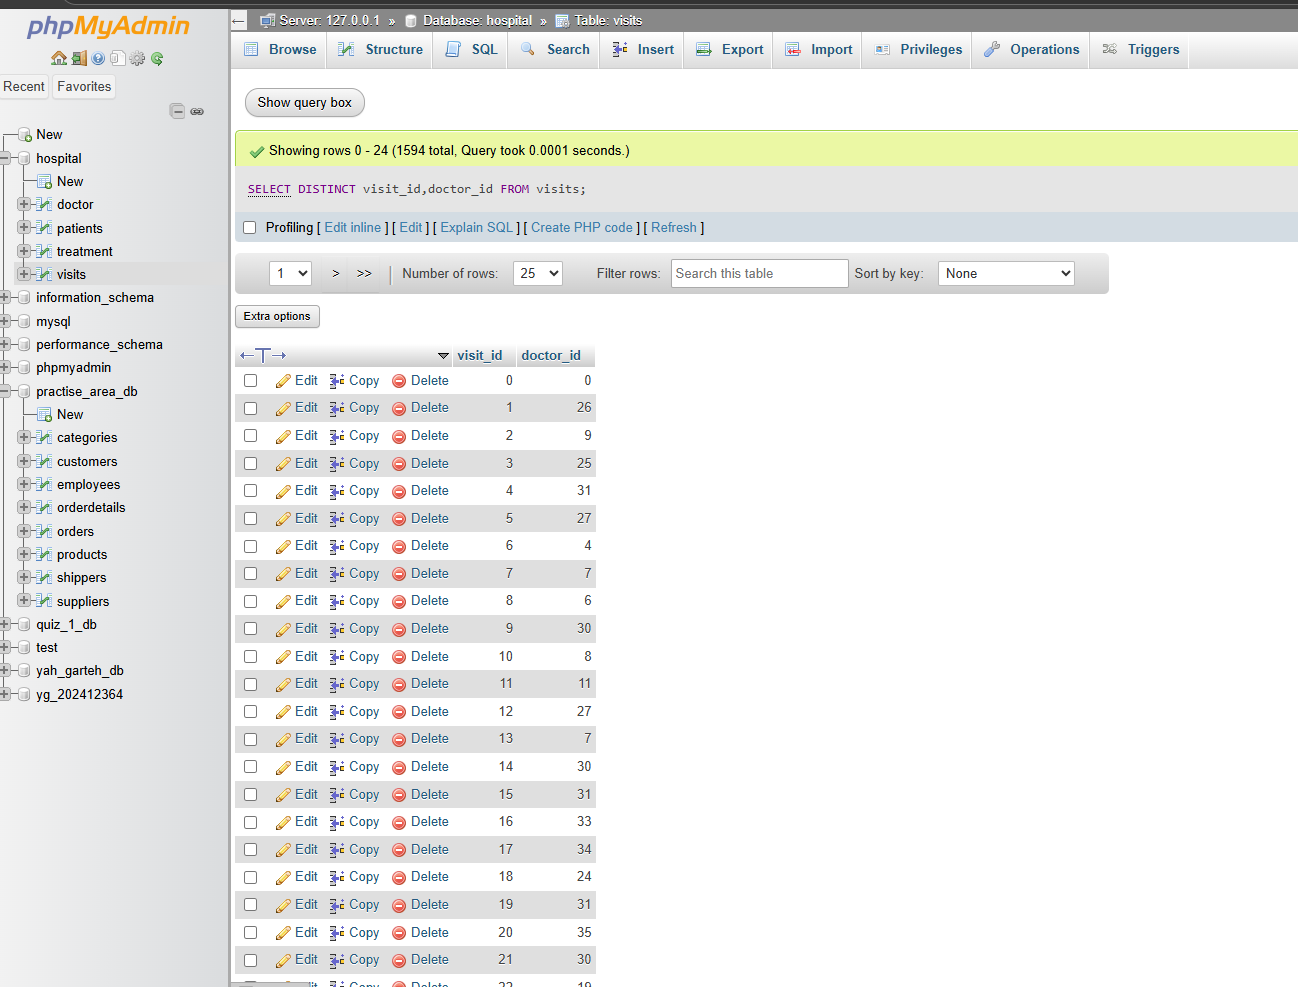 phpMyAdmin
Recent Favorites
New
hospital
New
doctor
patients
treatment
visits
information_schema
mysql
performance_schema
phpmyadmin
practise_area_db
New
categories
customers
employees
orderdetails
orders
products
shippers
suppliers
quiz_1_db
test
yah_garteh_db
yg_202412364
Server: 127.0.0.1 » Database: hospital » Table: visits
Browse Structure SQL Search Insert Export Import Privileges Operations Triggers
Show query box
Showing rows 0 - 24 (1594 total, Query took 0.0001 seconds.)
SELECT DISTINCT visit_id,doctor_id FROM visits;
Profiling [ Edit inline ] [ Edit ] [ Explain SQL ] [ Create PHP code ] [ Refresh ]
1 > >> Number of rows: 25 Filter rows: Search this table Sort by key: None
Extra options
←T→ visit_id doctor_id
Edit Copy Delete 0 0
Edit Copy Delete 1 26
Edit Copy Delete 2 9
Edit Copy Delete 3 25
Edit Copy Delete 4 31
Edit Copy Delete 5 27
Edit Copy Delete 6 4
Edit Copy Delete 7 7
Edit Copy Delete 8 6
Edit Copy Delete 9 30
Edit Copy Delete 10 8
Edit Copy Delete 11 11
Edit Copy Delete 12 27
Edit Copy Delete 13 7
Edit Copy Delete 14 30
Edit Copy Delete 15 31
Edit Copy Delete 16 33
Edit Copy Delete 17 34
Edit Copy Delete 18 24
Edit Copy Delete 19 31
Edit Copy Delete 20 35
Edit Copy Delete 21 30